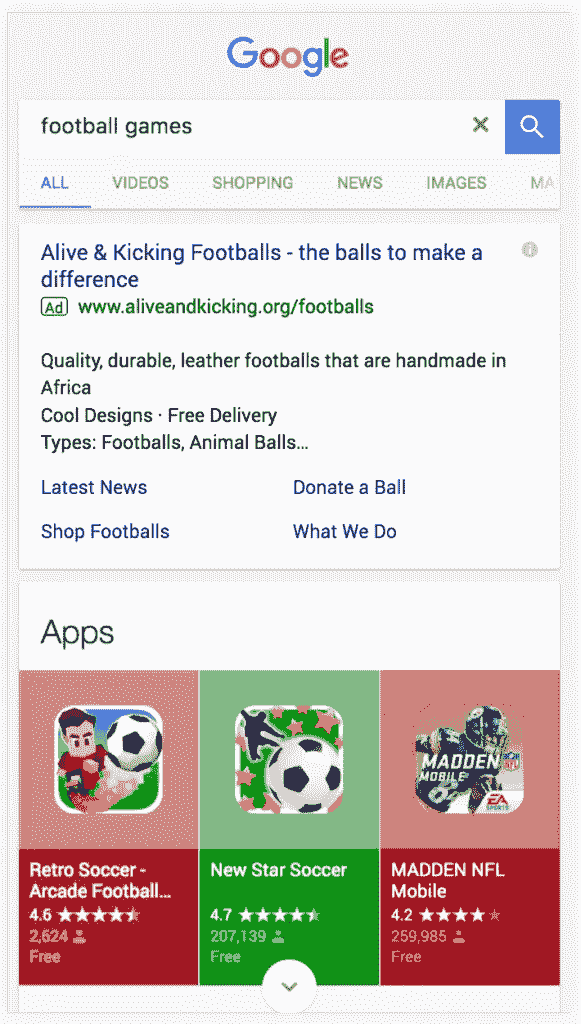 Google
football games
ALL VIDEOS SHOPPING NEWS IMAGES MA
Alive & Kicking Footballs - the balls to make a
difference
Ad www.aliveandkicking.org/footballs
Quality, durable, leather footballs that are handmade in
Africa
Cool Designs · Free Delivery
Types: Footballs, Animal Balls...
Latest News Donate a Ball
Shop Footballs What We Do
Apps
MADDEN NFL
MOBILE
EA
SPORTS
Retro Soccer - New Star Soccer MADDEN NFL
Arcade Football... Mobile
4.6 4.7 4.2
2,624 207,139 259,985
Free Free Free